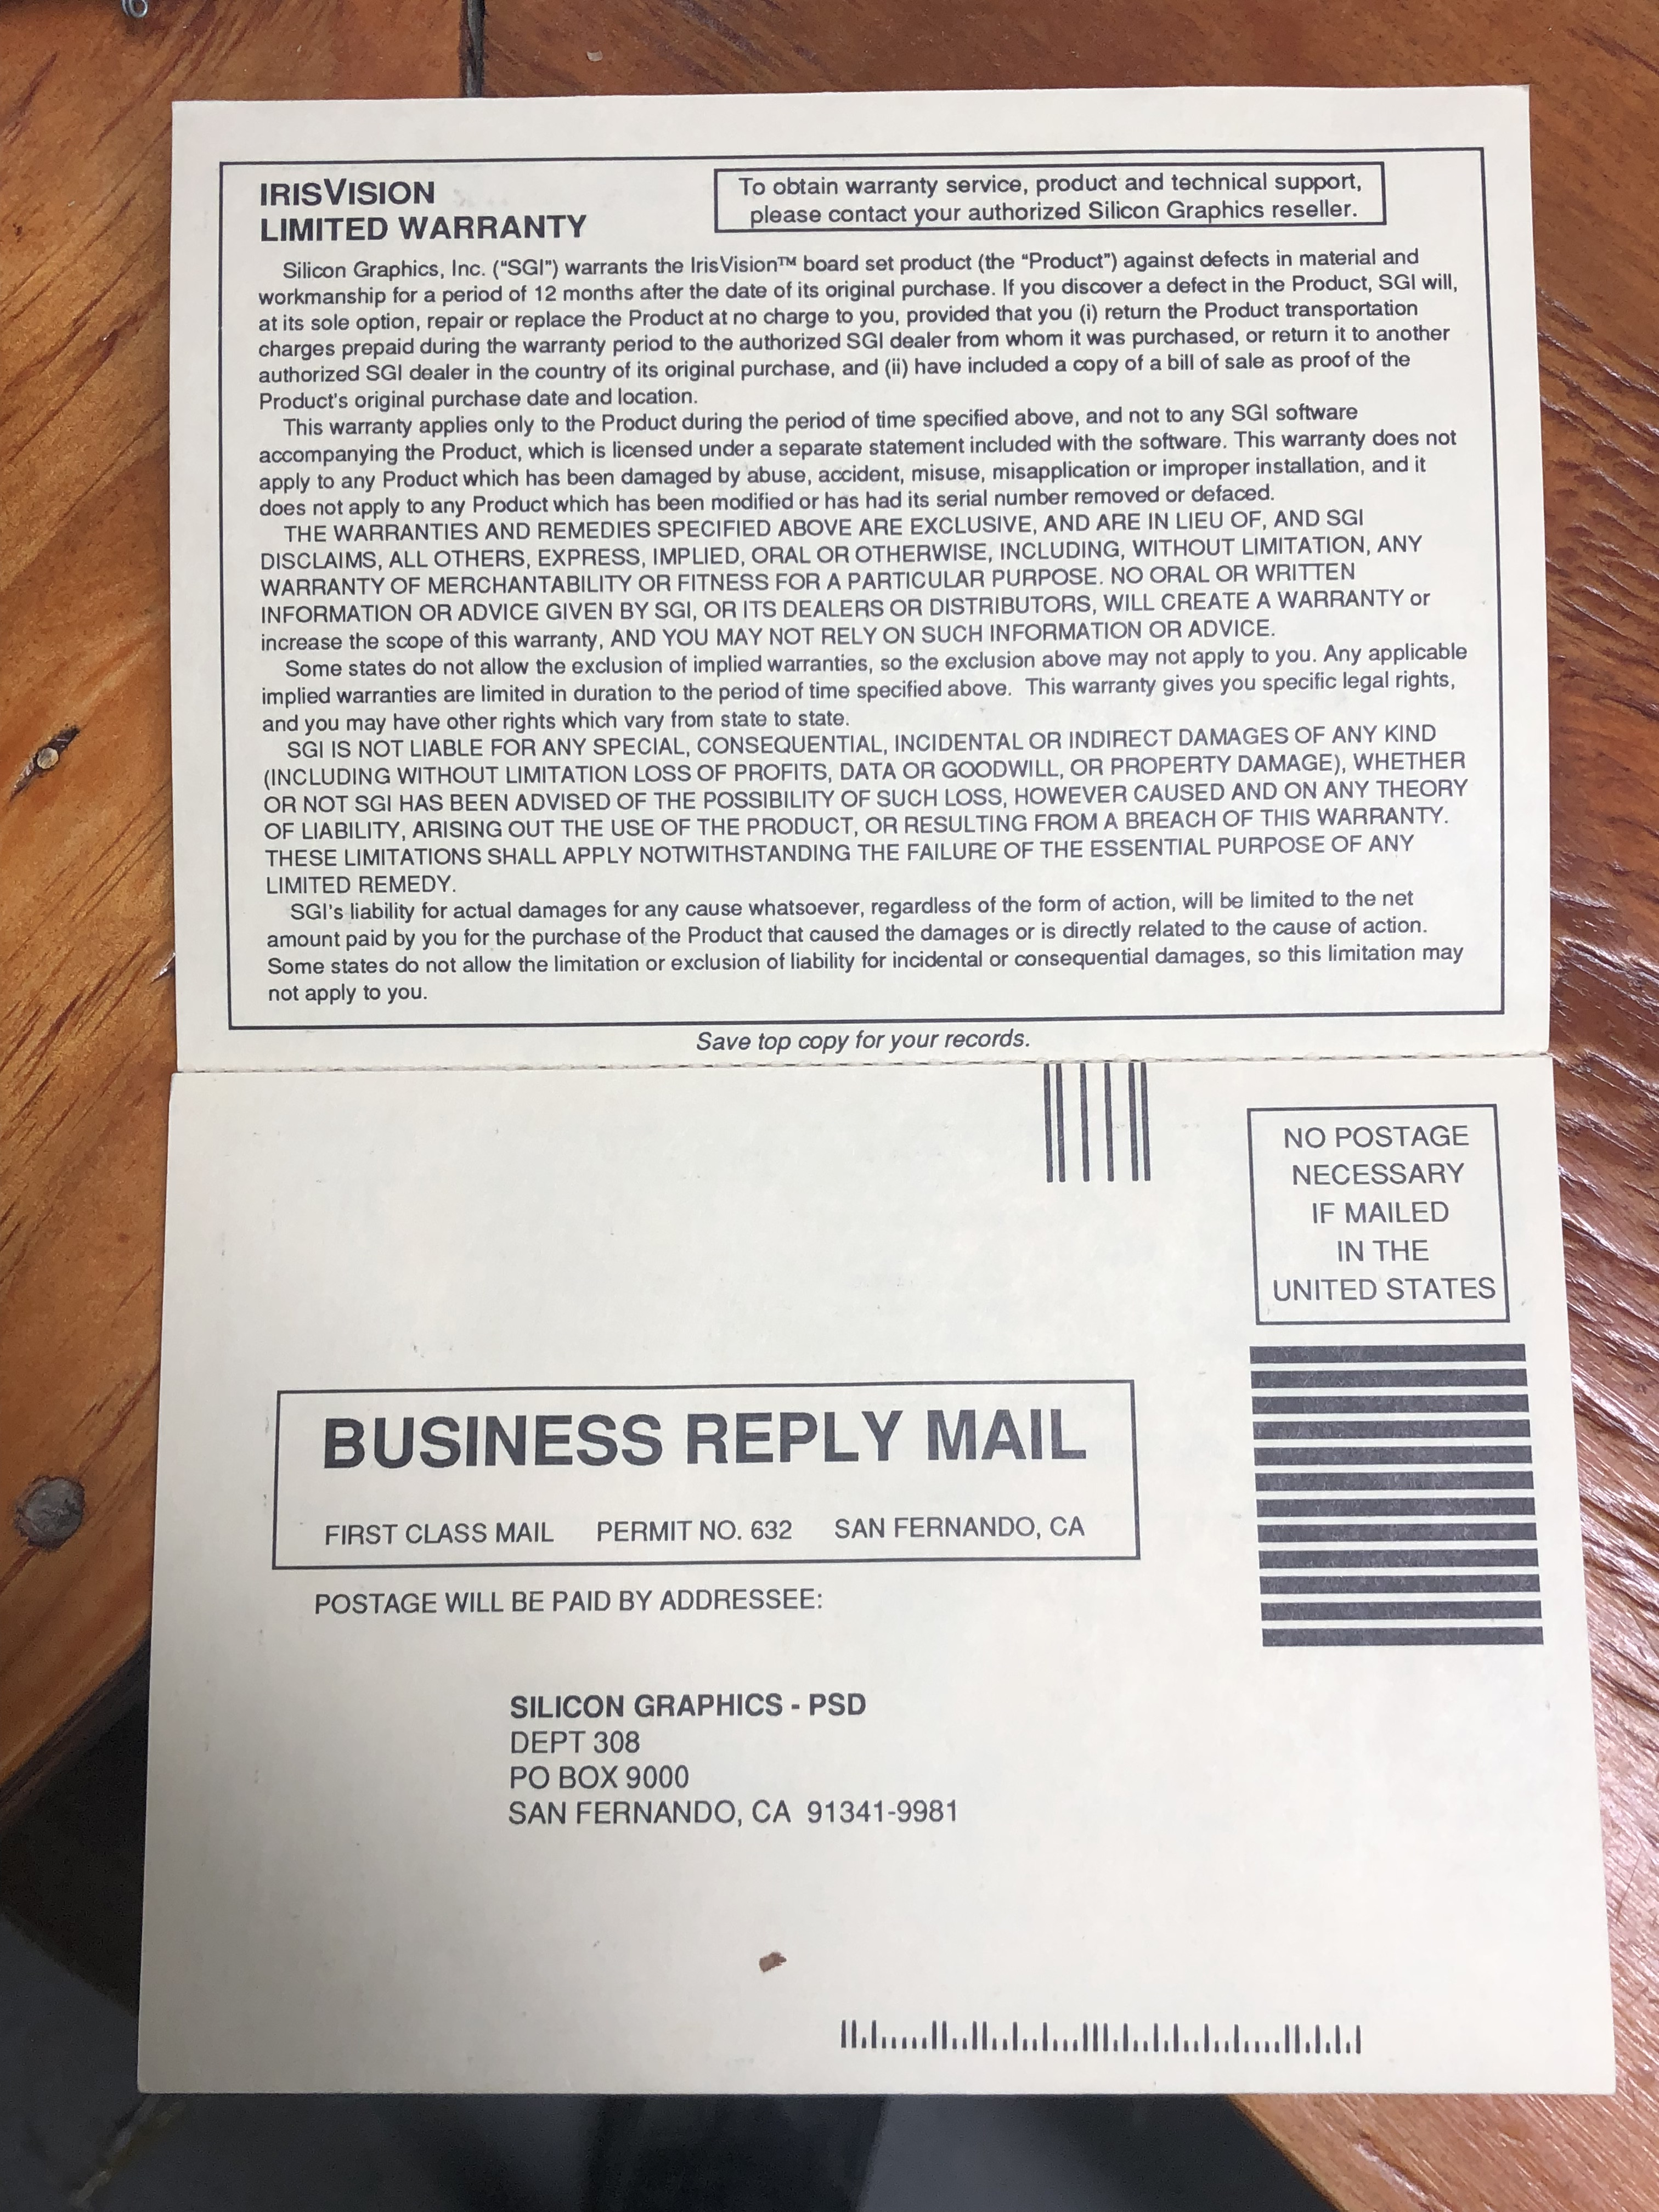 IRISVISION
LIMITED WARRANTY
To obtain warranty service, product and technical support,
please contact your authorized Silicon Graphics reseller.
Silicon Graphics, Inc. (“SGI”) warrants the IrisVision™ board set product (the “Product”) against defects in material and
workmanship for a period of 12 months after the date of its original purchase. If you discover a defect in the Product, SGI will,
at its sole option, repair or replace the Product at no charge to you, provided that you (i) return the Product transportation
charges prepaid during the warranty period to the authorized SGI dealer from whom it was purchased, or return it to another
authorized SGI dealer in the country of its original purchase, and (ii) have included a copy of a bill of sale as proof of the
Product's original purchase date and location.
This warranty applies only to the Product during the period of time specified above, and not to any SGI software
accompanying the Product, which is licensed under a separate statement included with the software. This warranty does not
apply to any Product which has been damaged by abuse, accident, misuse, misapplication or improper installation, and it
does not apply to any Product which has been modified or has had its serial number removed or defaced.
THE WARRANTIES AND REMEDIES SPECIFIED ABOVE ARE EXCLUSIVE, AND ARE IN LIEU OF, AND SGI
DISCLAIMS, ALL OTHERS, EXPRESS, IMPLIED, ORAL OR OTHERWISE, INCLUDING, WITHOUT LIMITATION, ANY
WARRANTY OF MERCHANTABILITY OR FITNESS FOR A PARTICULAR PURPOSE. NO ORAL OR WRITTEN
INFORMATION OR ADVICE GIVEN BY SGI, OR ITS DEALERS OR DISTRIBUTORS, WILL CREATE A WARRANTY or
increase the scope of this warranty, AND YOU MAY NOT RELY ON SUCH INFORMATION OR ADVICE.
Some states do not allow the exclusion of implied warranties, so the exclusion above may not apply to you. Any applicable
implied warranties are limited in duration to the period of time specified above. This warranty gives you specific legal rights,
and you may have other rights which vary from state to state.
SGI IS NOT LIABLE FOR ANY SPECIAL, CONSEQUENTIAL, INCIDENTAL OR INDIRECT DAMAGES OF ANY KIND
(INCLUDING WITHOUT LIMITATION LOSS OF PROFITS, DATA OR GOODWILL, OR PROPERTY DAMAGE), WHETHER
OR NOT SGI HAS BEEN ADVISED OF THE POSSIBILITY OF SUCH LOSS, HOWEVER CAUSED AND ON ANY THEORY
OF LIABILITY, ARISING OUT THE USE OF THE PRODUCT, OR RESULTING FROM A BREACH OF THIS WARRANTY.
THESE LIMITATIONS SHALL APPLY NOTWITHSTANDING THE FAILURE OF THE ESSENTIAL PURPOSE OF ANY
LIMITED REMEDY.
SGI's liability for actual damages for any cause whatsoever, regardless of the form of action, will be limited to the net
amount paid by you for the purchase of the Product that caused the damages or is directly related to the cause of action.
Some states do not allow the limitation or exclusion of liability for incidental or consequential damages, so this limitation may
not apply to you.
Save top copy for your records.
NO POSTAGE
NECESSARY
IF MAILED
IN THE
UNITED STATES
BUSINESS REPLY MAIL
FIRST CLASS MAIL PERMIT NO. 632 SAN FERNANDO, CA
POSTAGE WILL BE PAID BY ADDRESSEE:
SILICON GRAPHICS - PSD
DEPT 308
PO BOX 9000
SAN FERNANDO, CA 91341-9981